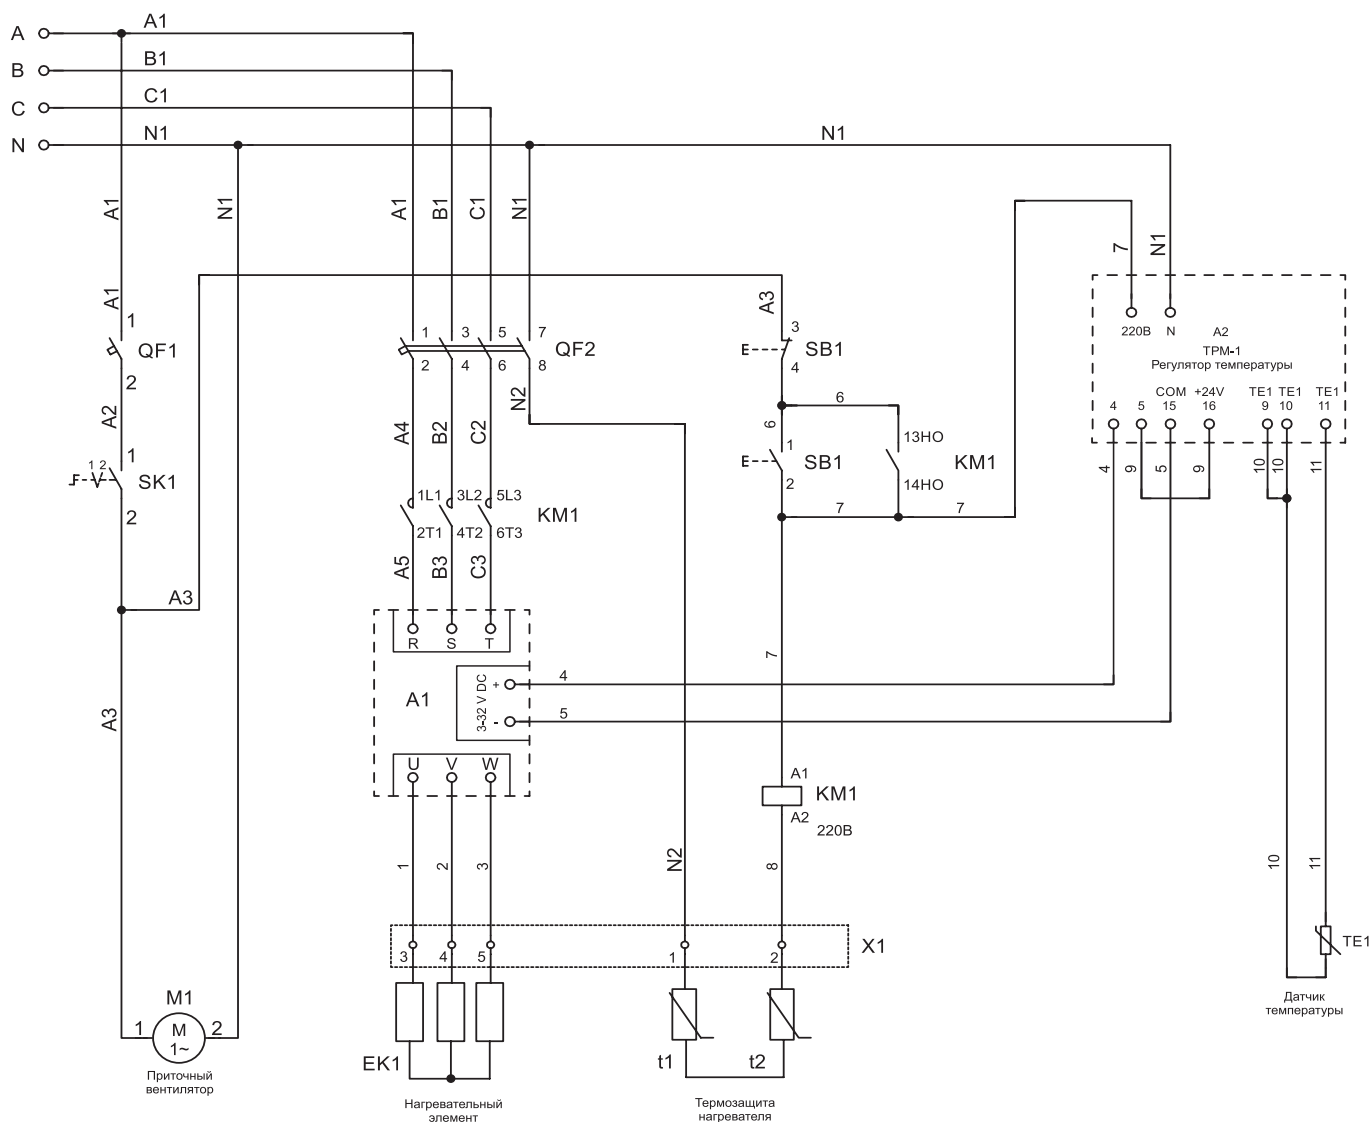 A
A1
B
B1
C
C1
N
N1
N1
A1
N1
A1
B1
C1
N1
7
N1
A1
1
QF1
2
1
3
5
7
2
4
6
8
QF2
A3
3
SB1
4
220В
N
A2
ТРМ-1
Регулятор температуры
COM
+24V
TE1
TE1
TE1
4
5
15
16
9
10
11
A2
A4
B2
C2
N2
6
6
13НО
KM1
14НО
1
SB1
2
7
7
4
9
5
9
10
10
11
1 2
1
SK1
2
1L1
3L2
5L3
KM1
2T1
4T2
6T3
A5
B3
C3
A3
R
S
T
A1
3-32 V DC
+
-
4
5
U
V
W
7
A3
A1
KM1
A2
220В
1
2
3
N2
8
10
11
3
4
5
1
2
X1
TE1
Датчик
температуры
M1
1
M
1~
2
Приточный
вентилятор
EK1
Нагревательный
элемент
t1
t2
Термозащита
нагревателя